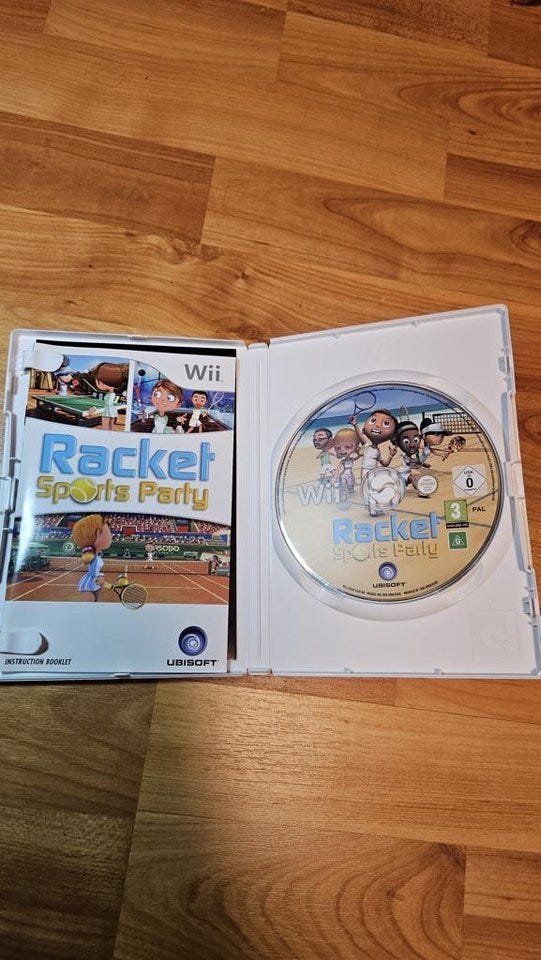 Wii
Racket
Sports Party
INSTRUCTION BOOKLET
UBISOFT
Wii
USK
0
3
PAL
G
Racket
Sports Party
UBISOFT